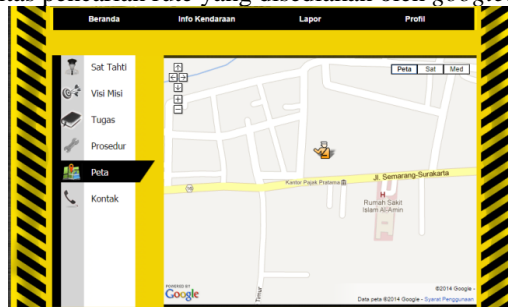 Beranda Info Kendaraan Lapor Profil
Sat Tahti
Visi Misi
Tugas
Prosedur
Peta
Kontak
Peta Sat Med
Kantor Pajak Pratama
Jl. Semarang-Surakarta
H
Rumah Sakit
Islam Al-Amin
Timur
POWERED BY
Google
©2014 Google -
Data peta ©2014 Google - Syarat Penggunaan